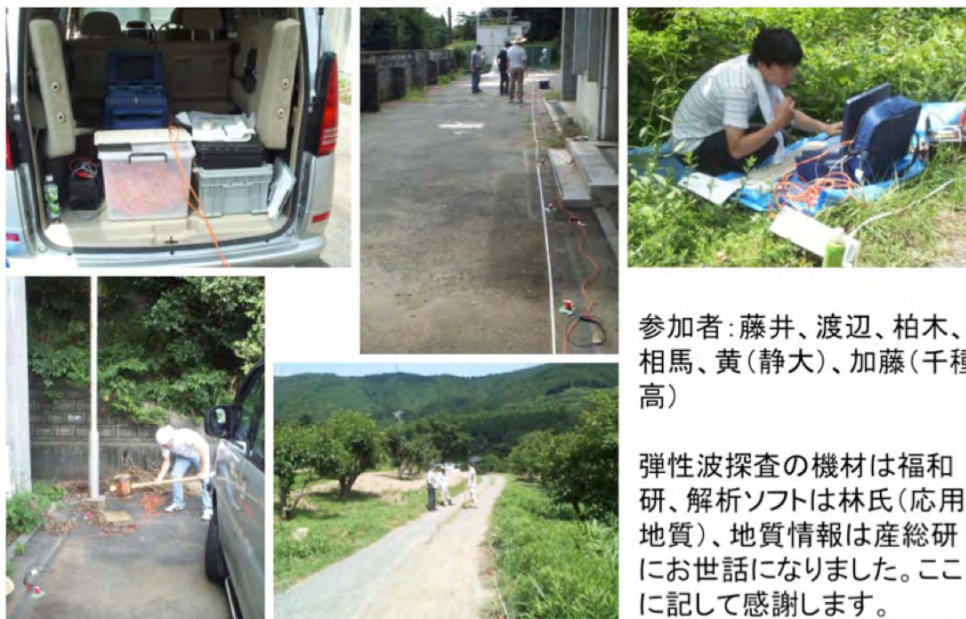 参加者：藤井、渡辺、柏木、
相馬、黄（静大）、加藤（千種
高）
弾性波探査の機材は福和
研、解析ソフトは林氏（応用
地質）、地質情報は産総研
にお世話になりました。ここ
に記して感謝します。